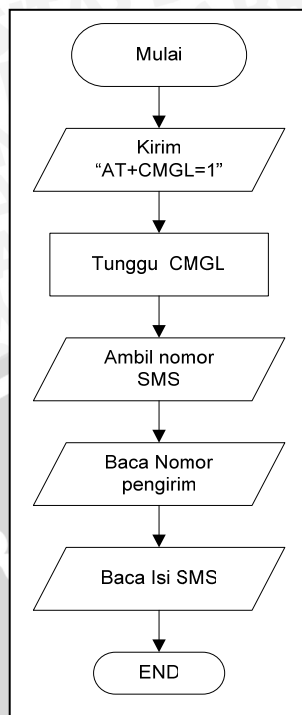 Mulai
Kirim
“AT+CMGL=1”
Tunggu CMGL
Ambil nomor
SMS
Baca Nomor
pengirim
Baca Isi SMS
END